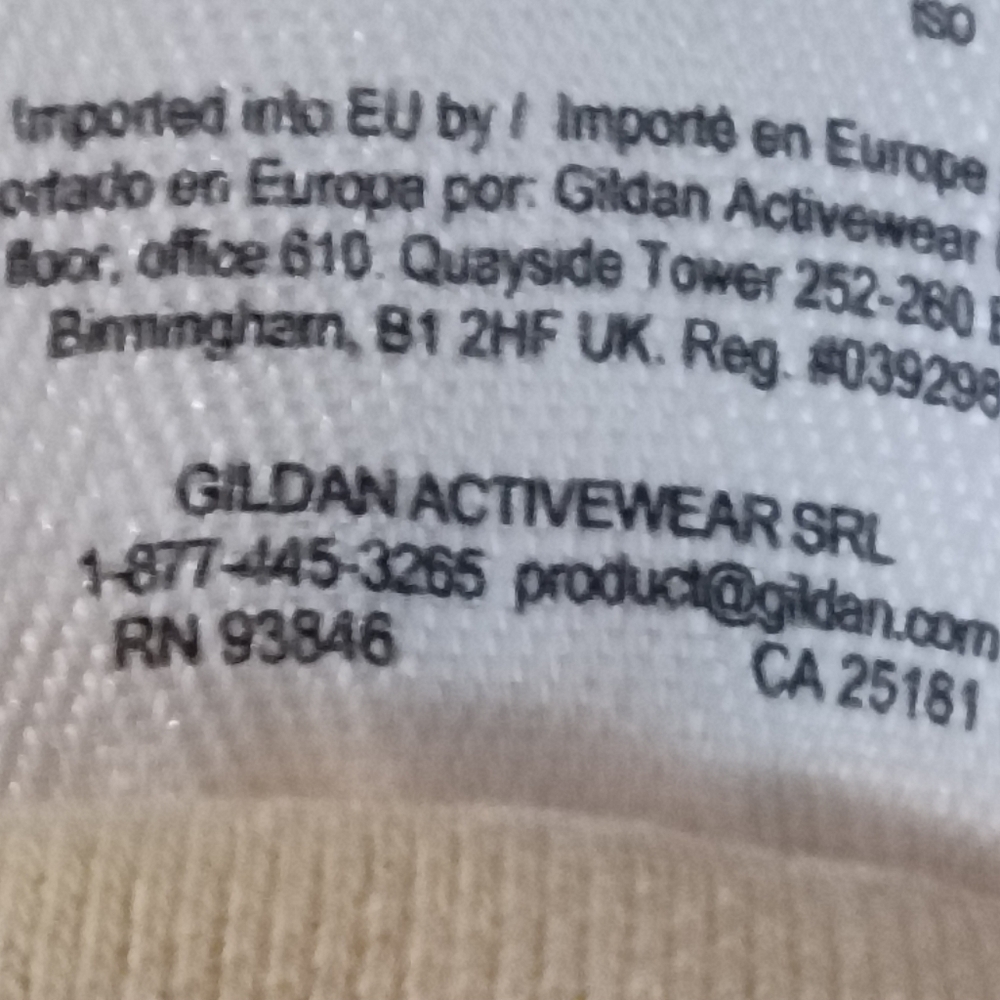 ISO
Imported into EU by / Importé en Europe
ortado en Europa por: Gildan Activewear
floor, office 610. Quayside Tower 252-260
Birmingham, B1 2HF UK. Reg. #039298
GILDAN ACTIVEWEAR SRL
1-877-445-3265 product@gildan.com
RN 93846 CA 25181